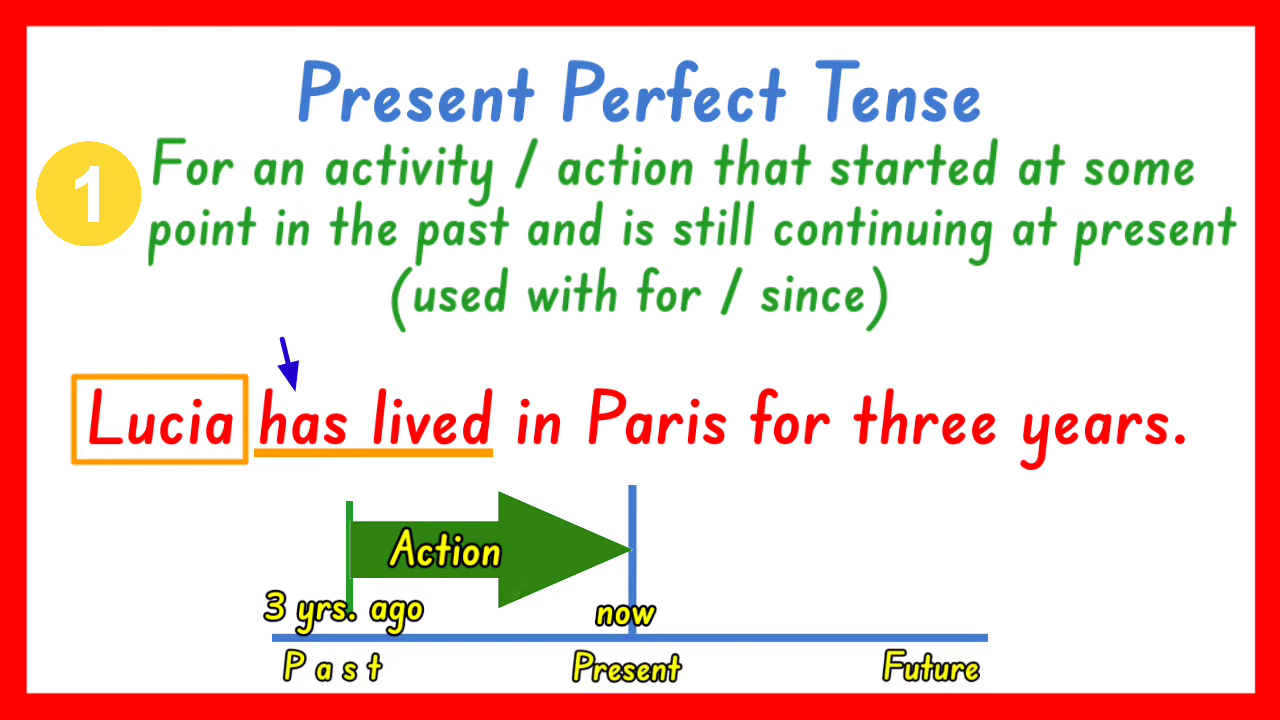 Present Perfect Tense
1
For an activity / action that started at some
point in the past and is still continuing at present
(used with for / since)
Lucia has lived in Paris for three years.
Action
3 yrs. ago
now
Past
Present
Future